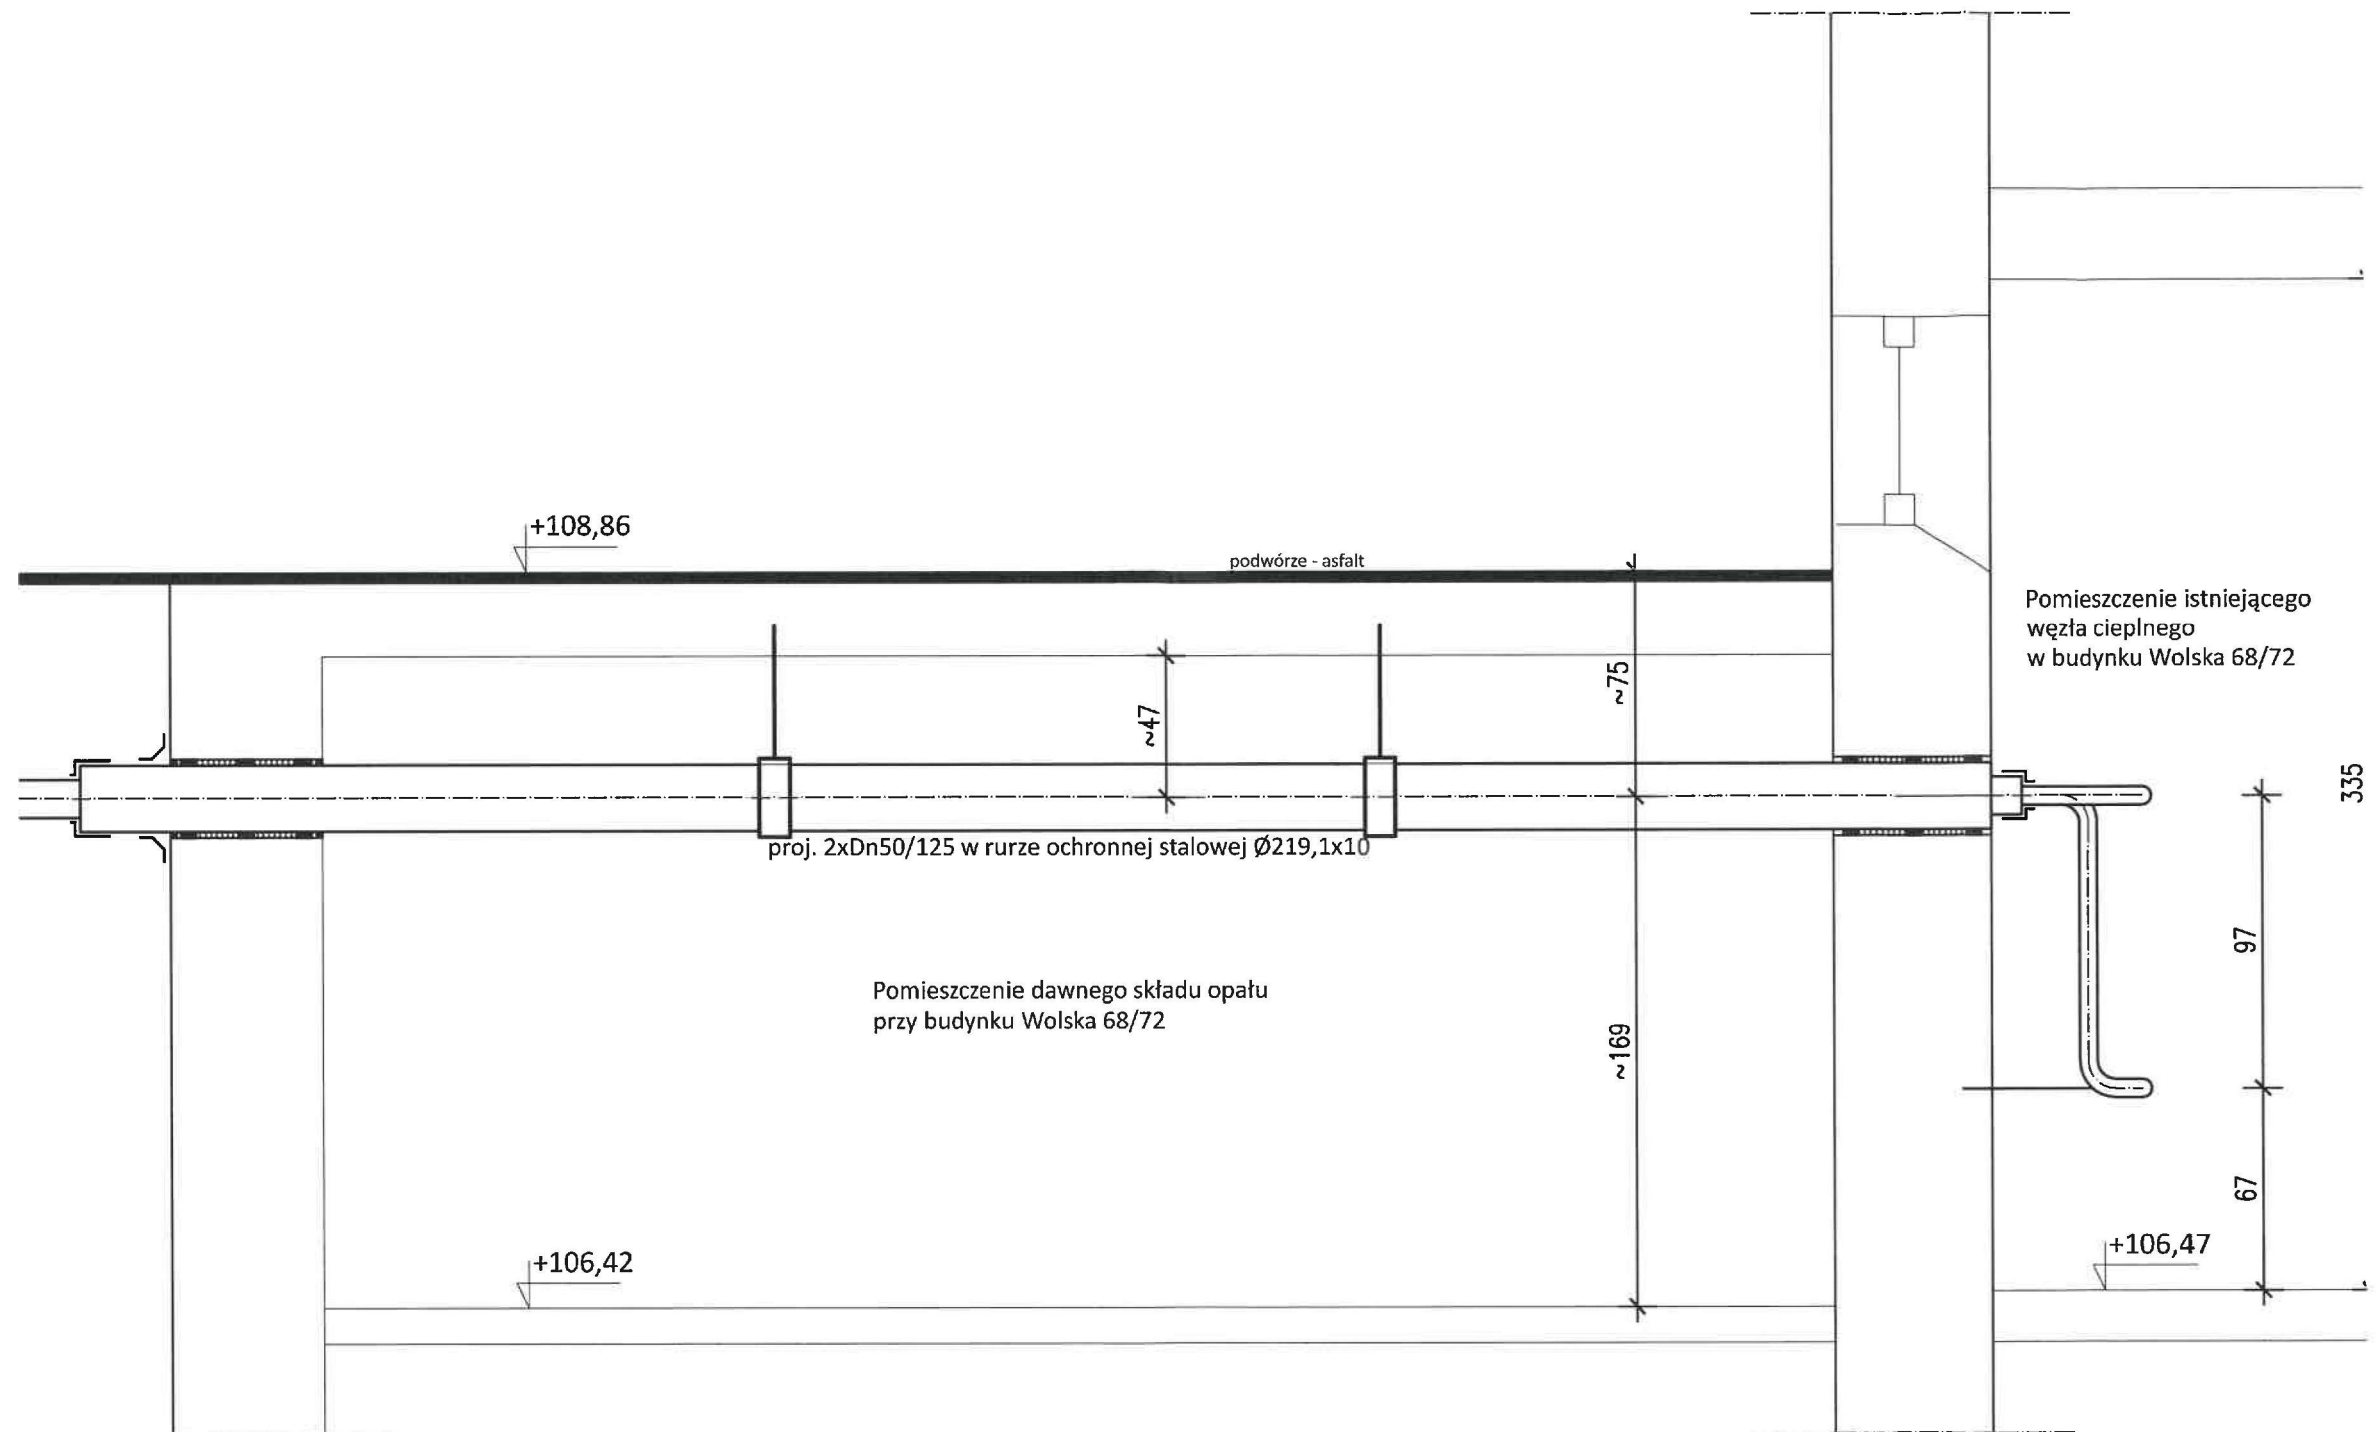 +108,86
podwórze - asfalt
Pomieszczenie istniejącego
węzła cieplnego
w budynku Wolska 68/72
~75
~47
335
proj. 2xDn50/125 w rurze ochronnej stalowej Ø219,1x10
97
Pomieszczenie dawnego składu opału
przy budynku Wolska 68/72
~169
67
+106,42
+106,47